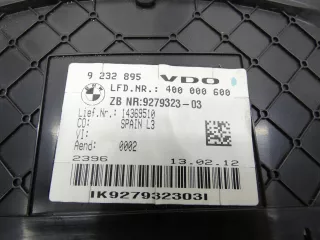 9 232 895 VDO
LFD.NR.: 400 000 600
ZB NR:9279323-03
Lief.Nr.: 14369510
CO: SPAIN L3
VI:
Aend: 0002
2396 13.02.12
IK927932303I